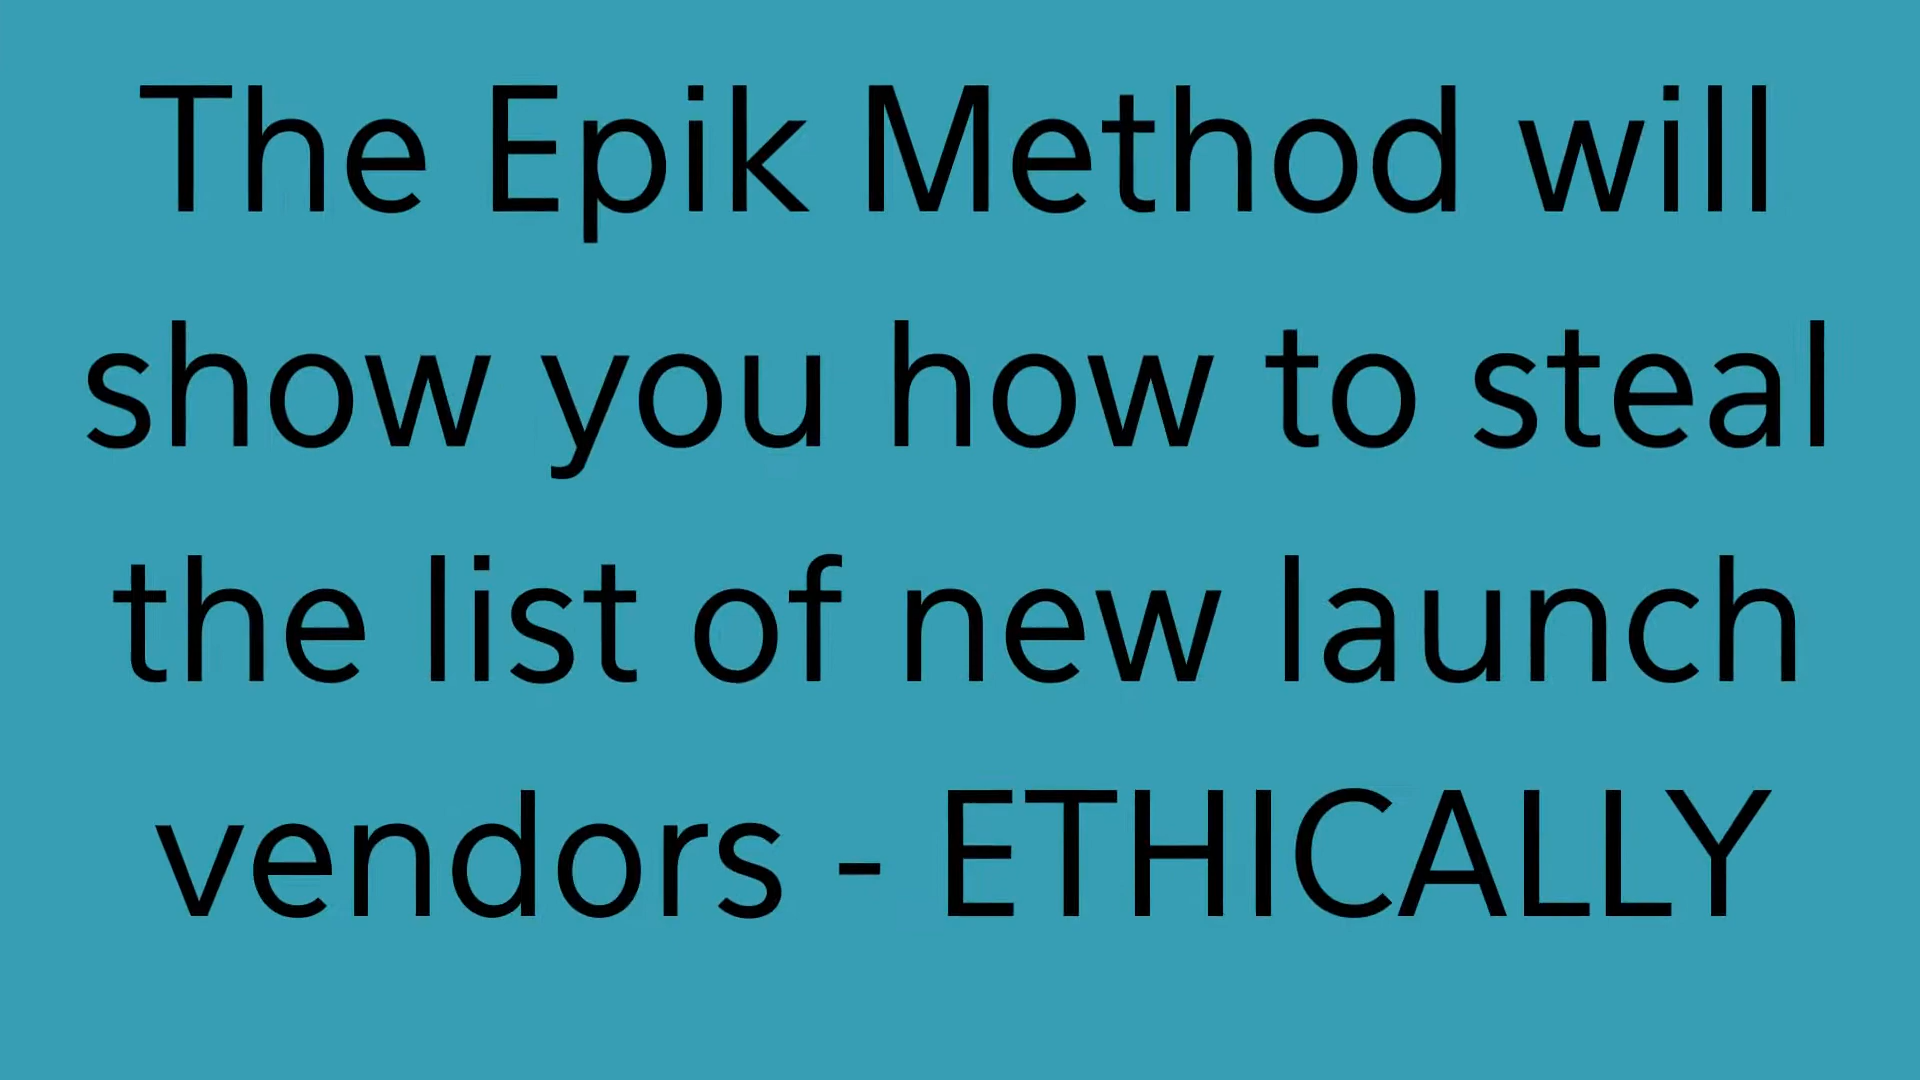 The Epik Method will
show you how to steal
the list of new launch
vendors - ETHICALLY